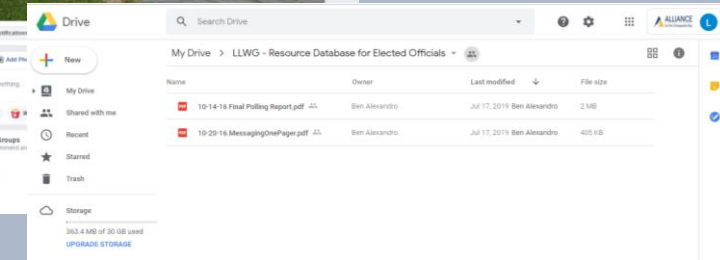 Drive
Search Drive
ALLIANCE
L
New
My Drive > LLWG - Resource Database for Elected Officials
Name Owner Last modified File size
My Drive
Shared with me
Recent
Starred
Trash
PDF 10-14-16 Final Polling Report.pdf Ben Alexandro Jul 17, 2019 Ben Alexandro 2 MB
PDF 10-20-16.MessagingOnePager.pdf Ben Alexandro Jul 17, 2019 Ben Alexandro 405 KB
Storage
363.4 MB of 30 GB used
UPGRADE STORAGE